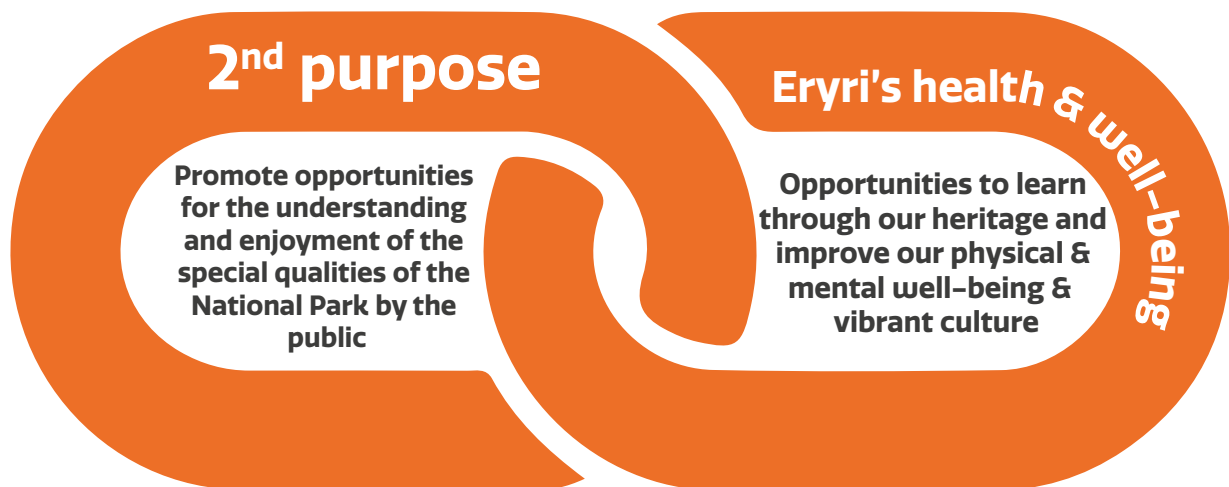 2nd purpose
Promote opportunities
for the understanding
and enjoyment of the
special qualities of the
National Park by the
public
Eryri's health & well-being
Opportunities to learn
through our heritage and
improve our physical &
mental well-being &
vibrant culture